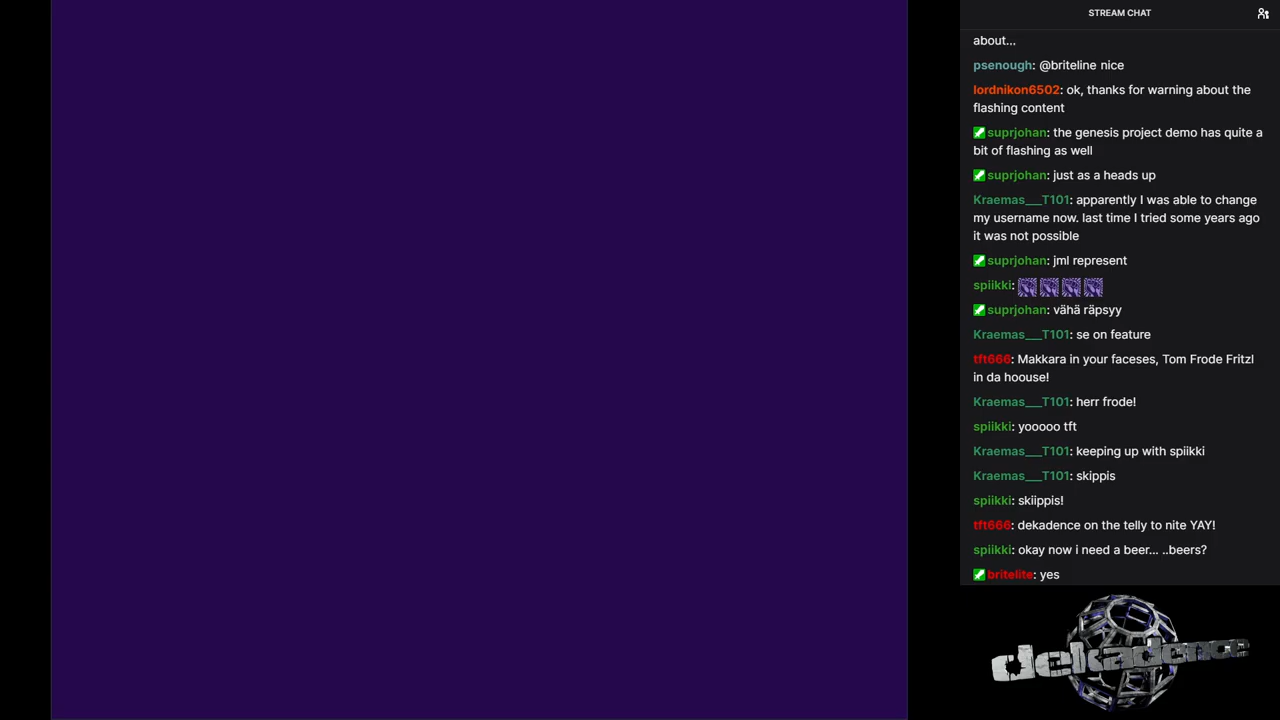 STREAM CHAT
about...
psenough: @briteline nice
lordnikon6502: ok, thanks for warning about the
flashing content
suprjohan: the genesis project demo has quite a
bit of flashing as well
suprjohan: just as a heads up
Kraemas___T101: apparently I was able to change
my username now. last time I tried some years ago
it was not possible
suprjohan: jml represent
spiikki:
suprjohan: vähä räpsyy
Kraemas___T101: se on feature
tft666: Makkara in your faceses, Tom Frode Fritzl
in da hoouse!
Kraemas___T101: herr frode!
spiikki: yooooo tft
Kraemas___T101: keeping up with spiikki
Kraemas___T101: skippis
spiikki: skiippis!
tft666: dekadence on the telly to nite YAY!
spiikki: okay now i need a beer... ..beers?
britelite: yes
dekadence